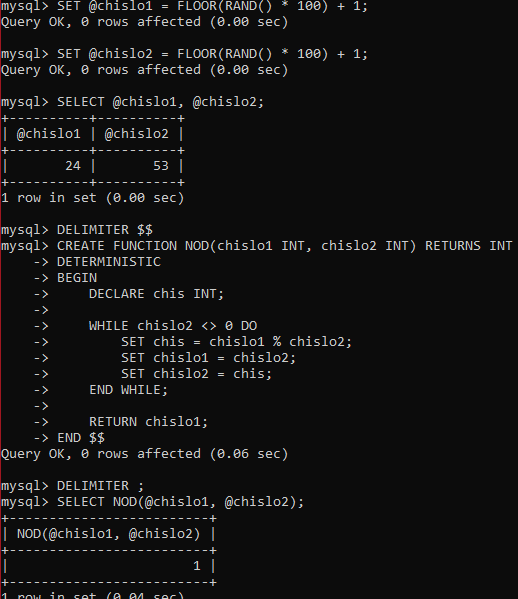 mysql> SET @chislo1 = FLOOR(RAND() * 100) + 1;
Query OK, 0 rows affected (0.00 sec)

mysql> SET @chislo2 = FLOOR(RAND() * 100) + 1;
Query OK, 0 rows affected (0.00 sec)

mysql> SELECT @chislo1, @chislo2;
+----------+----------+
| @chislo1 | @chislo2 |
+----------+----------+
|       24 |       53 |
+----------+----------+
1 row in set (0.00 sec)

mysql> DELIMITER $$
mysql> CREATE FUNCTION NOD(chislo1 INT, chislo2 INT) RETURNS INT
    -> DETERMINISTIC
    -> BEGIN
    ->     DECLARE chis INT;
    ->
    ->     WHILE chislo2 <> 0 DO
    ->         SET chis = chislo1 % chislo2;
    ->         SET chislo1 = chislo2;
    ->         SET chislo2 = chis;
    ->     END WHILE;
    ->
    ->     RETURN chislo1;
    -> END $$
Query OK, 0 rows affected (0.06 sec)

mysql> DELIMITER ;
mysql> SELECT NOD(@chislo1, @chislo2);
+-------------------------+
| NOD(@chislo1, @chislo2) |
+-------------------------+
|                       1 |
+-------------------------+
1 row in set (0.04 sec)